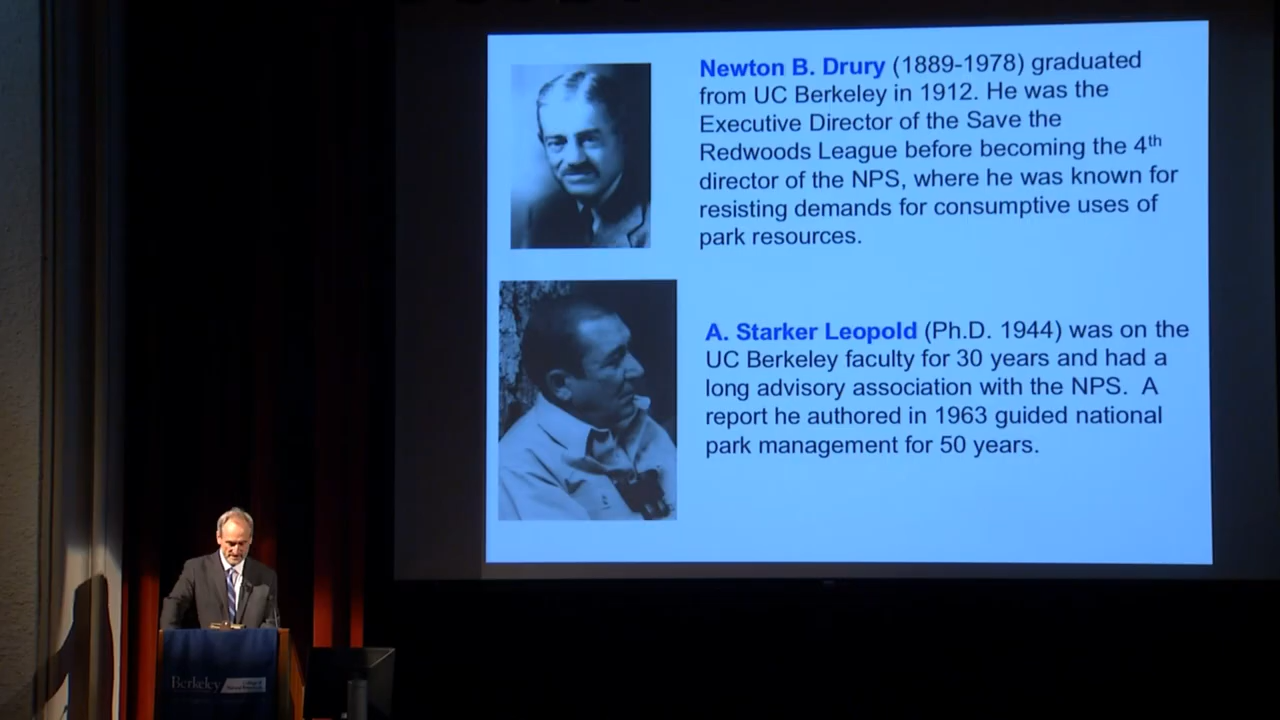 Newton B. Drury (1889-1978) graduated
from UC Berkeley in 1912. He was the
Executive Director of the Save the
Redwoods League before becoming the 4th
director of the NPS, where he was known for
resisting demands for consumptive uses of
park resources.
A. Starker Leopold (Ph.D. 1944) was on the
UC Berkeley faculty for 30 years and had a
long advisory association with the NPS. A
report he authored in 1963 guided national
park management for 50 years.
Berkeley